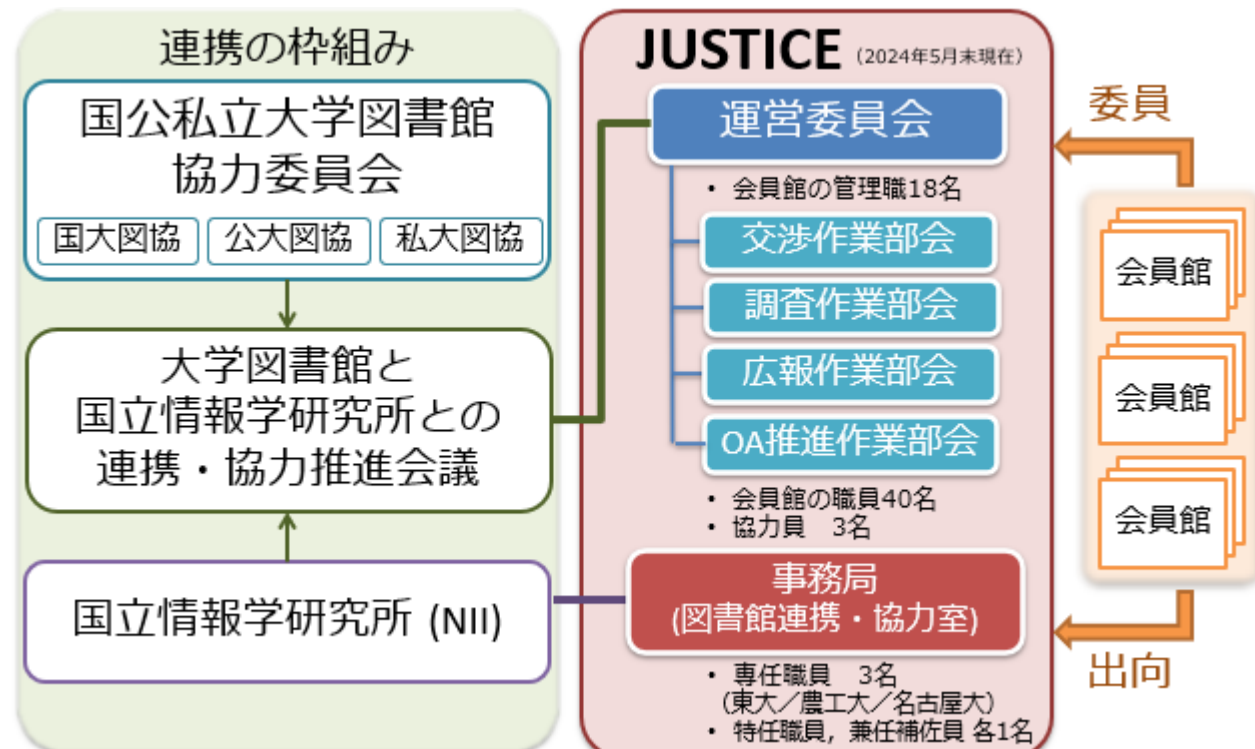 連携の枠組み
国公私立大学図書館
協力委員会
国大図協
公大図協
私大図協
大学図書館と
国立情報学研究所との
連携・協力推進会議
国立情報学研究所 (NII)
JUSTICE (2024年5月末現在)
運営委員会
・ 会員館の管理職18名
交渉作業部会
調査作業部会
広報作業部会
OA推進作業部会
・ 会員館の職員40名
・ 協力員　3名
事務局
(図書館連携・協力室)
・ 専任職員　3名
(東大／農工大／名古屋大)
・ 特任職員，兼任補佐員 各1名
委員
会員館
会員館
会員館
出向